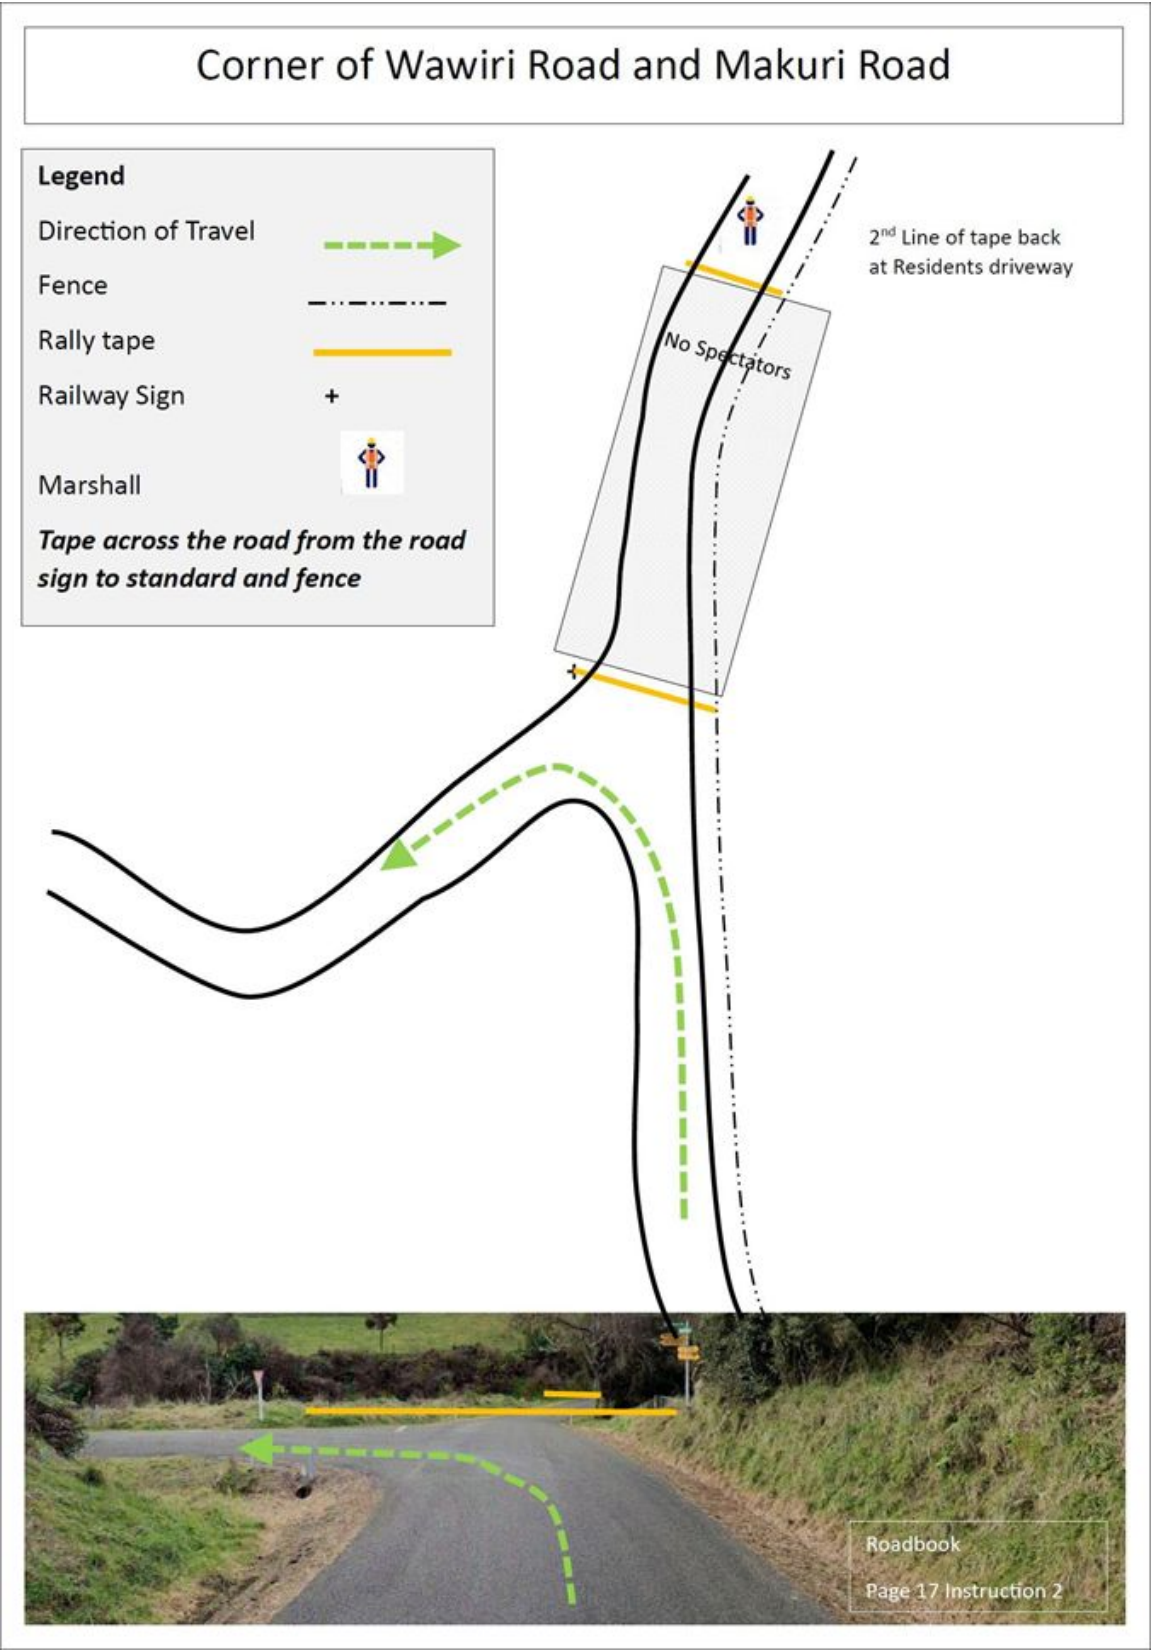 Corner of Wawiri Road and Makuri Road
Legend
Direction of Travel
Fence
Rally tape
Railway Sign
Marshall
Tape across the road from the road
sign to standard and fence
2nd Line of tape back
at Residents driveway
No Spectators
Roadbook
Page 17 Instruction 2